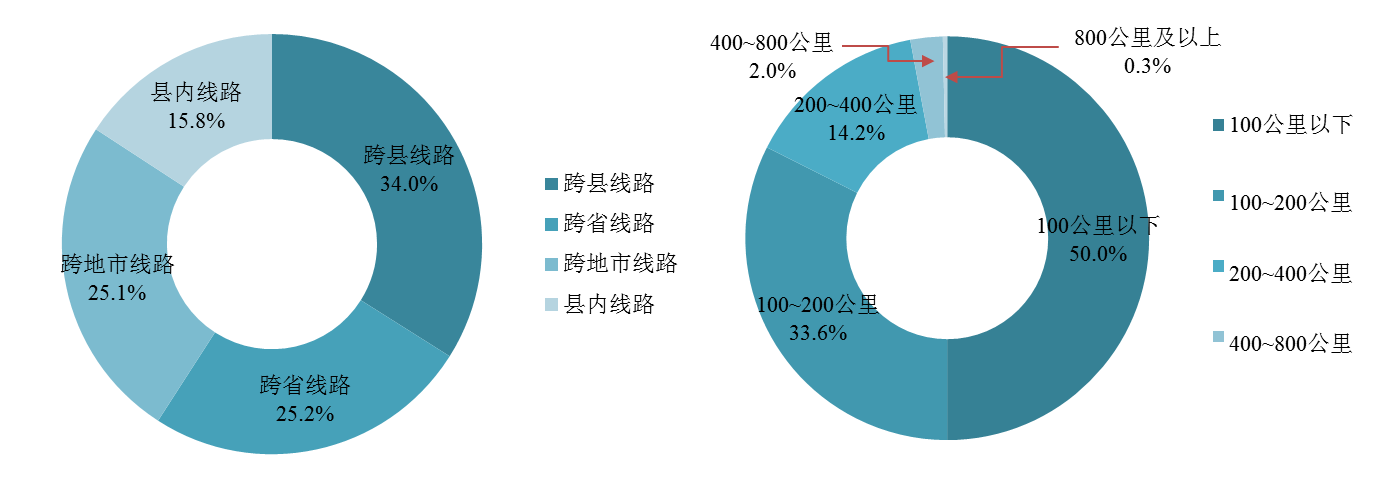 县内线路
15.8%
跨县线路
34.0%
跨地市线路
25.1%
跨省线路
25.2%
跨县线路
跨省线路
跨地市线路
县内线路
400~800公里
2.0%
800公里及以上
0.3%
200~400公里
14.2%
100公里以下
50.0%
100~200公里
33.6%
100公里以下
100~200公里
200~400公里
400~800公里